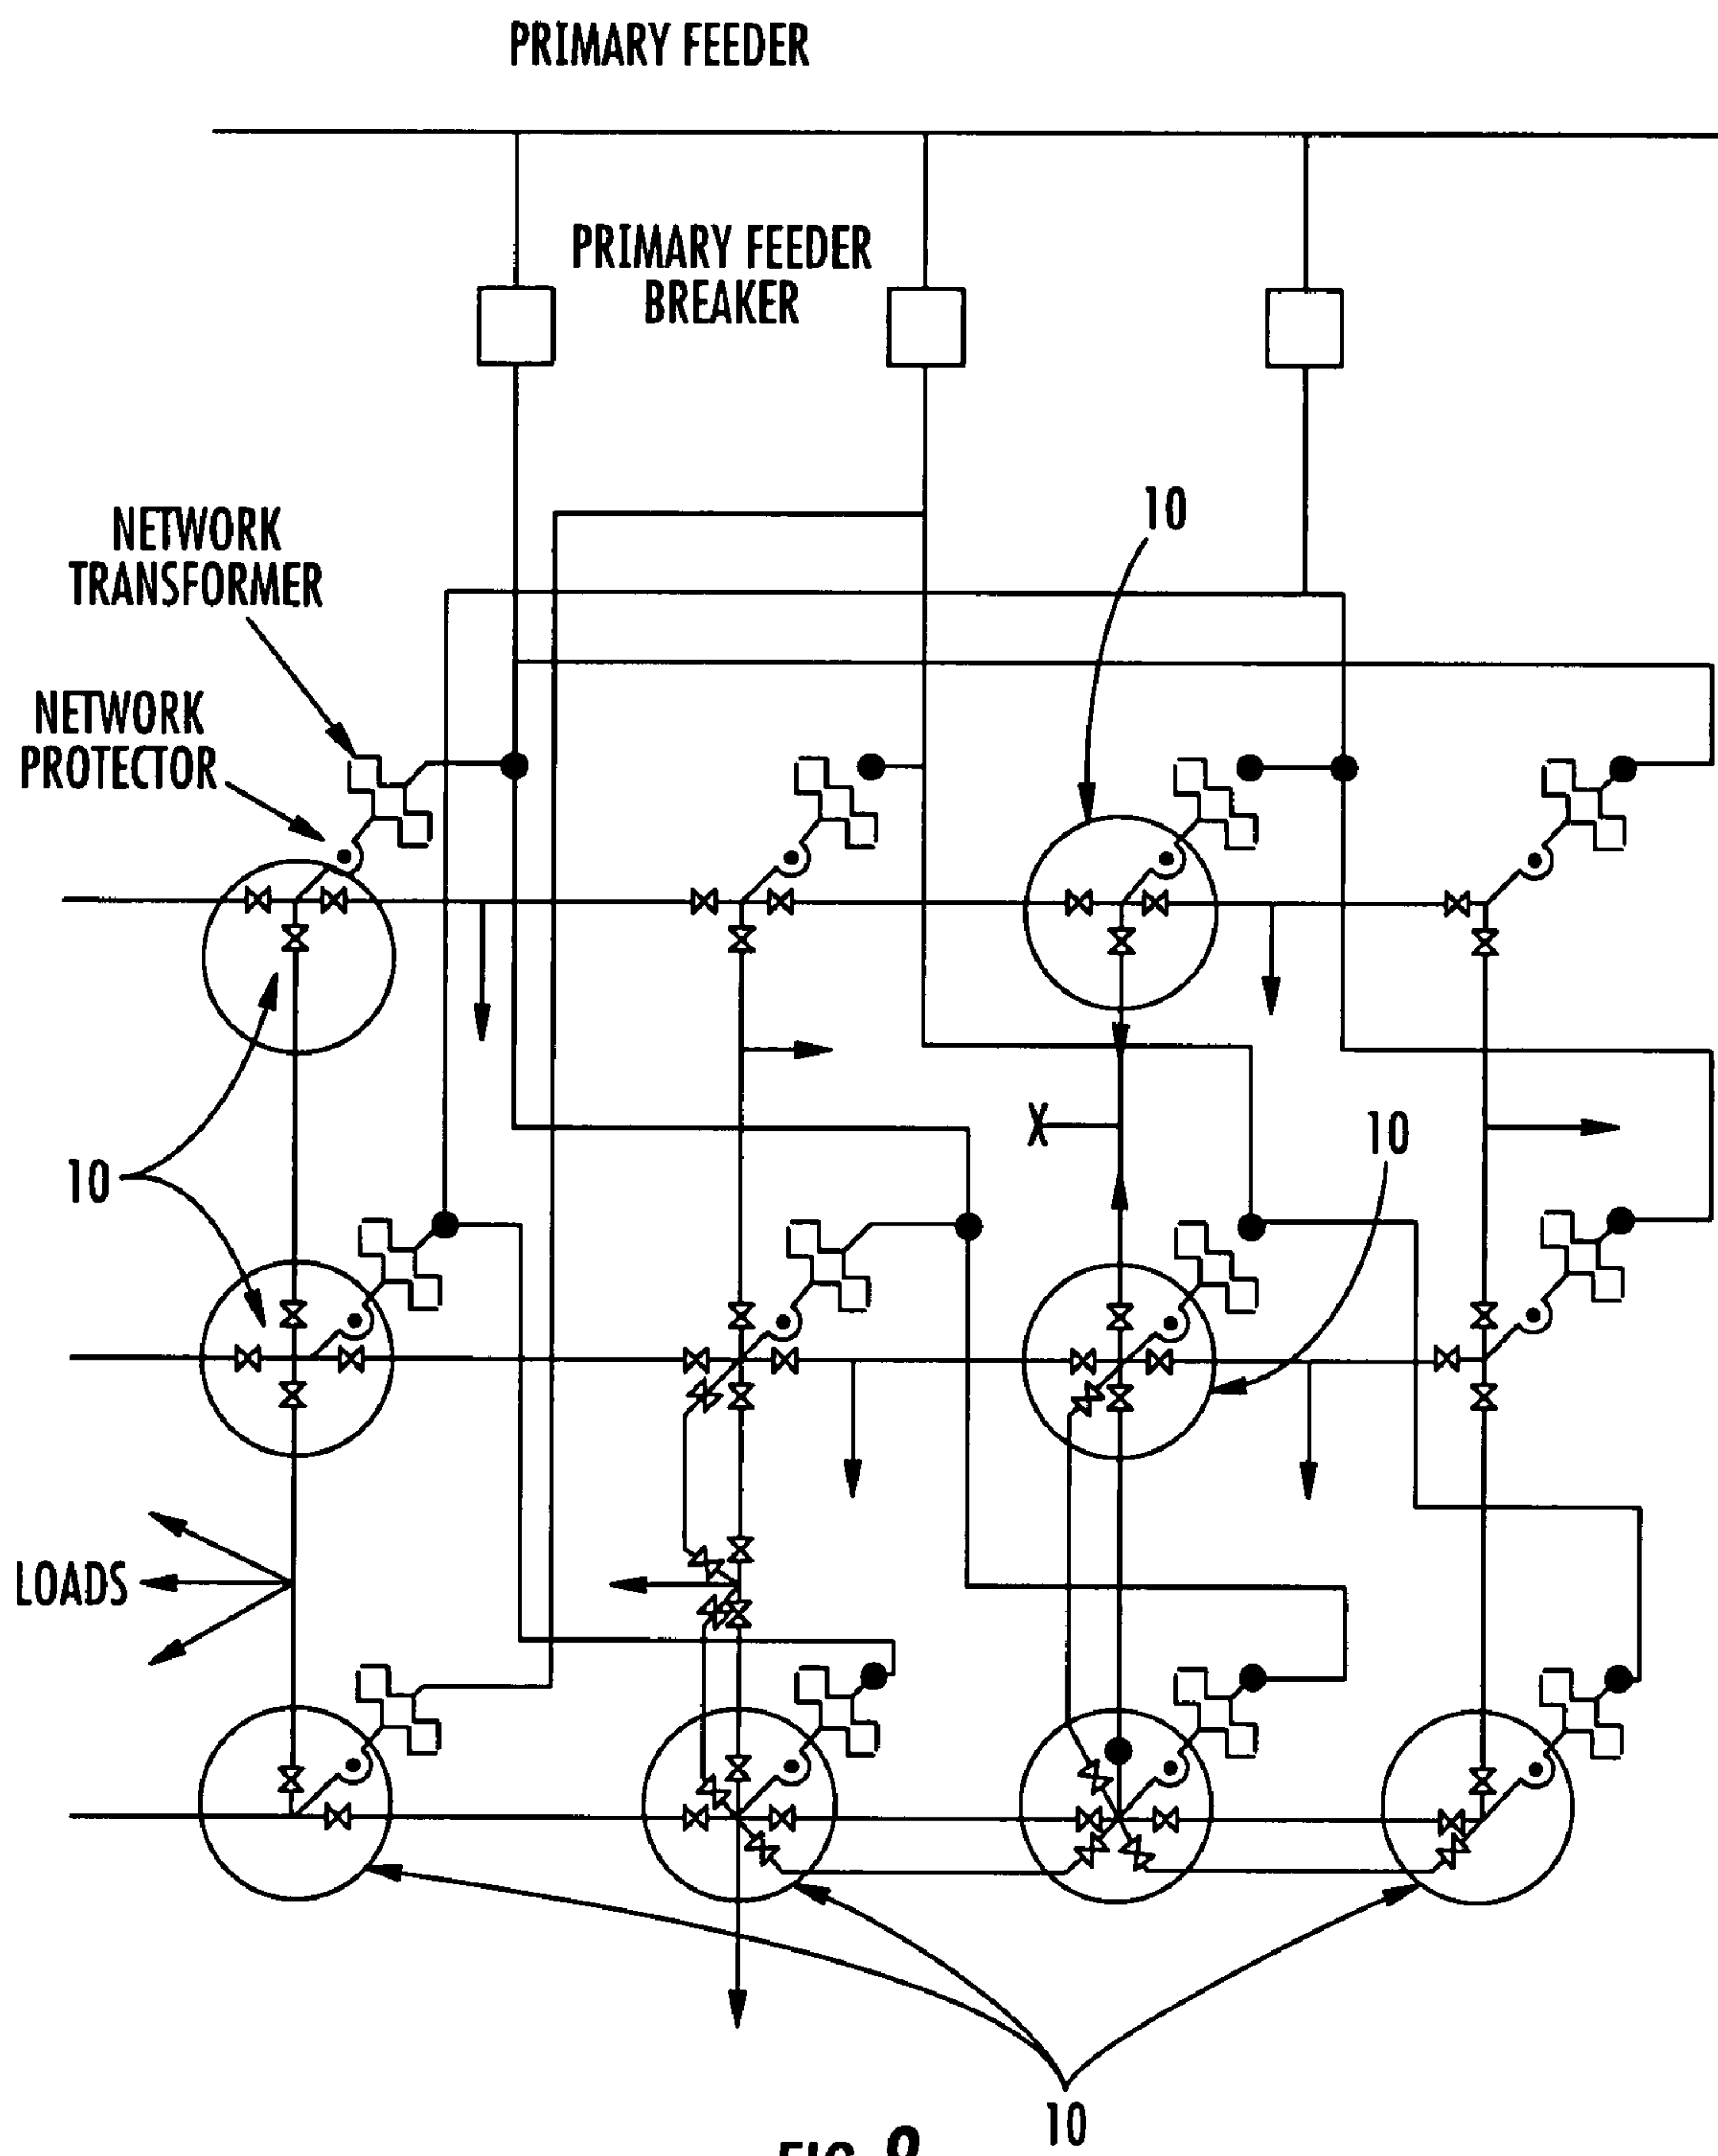 PRIMARY FEEDER
PRIMARY FEEDER
BREAKER
10
NETWORK
TRANSFORMER
NETWORK
PROTECTOR
X
10
10
LOADS
10